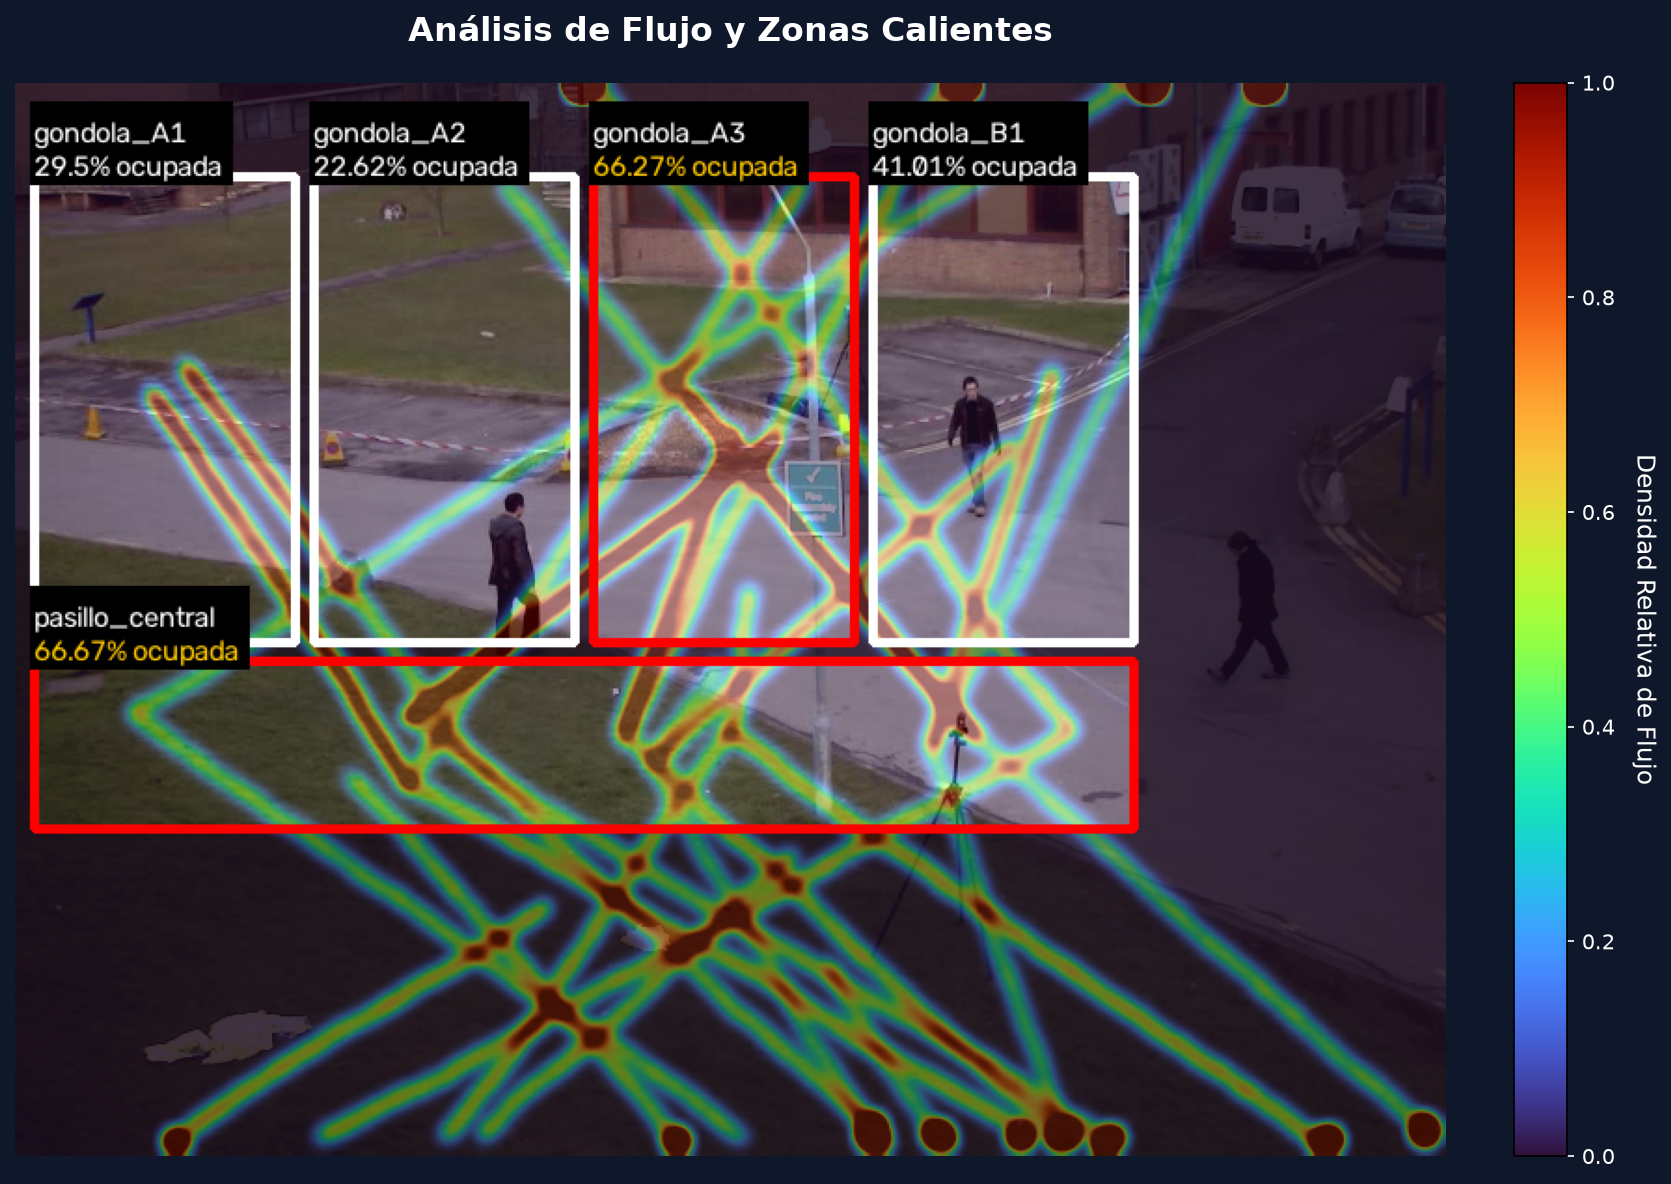 Análisis de Flujo y Zonas Calientes
gondola_A1
29.5% ocupada
gondola_A2
22.62% ocupada
gondola_A3
66.27% ocupada
gondola_B1
41.01% ocupada
pasillo_central
66.67% ocupada
Fire
1.0
0.8
0.6
0.4
0.2
0.0
Densidad Relativa de Flujo